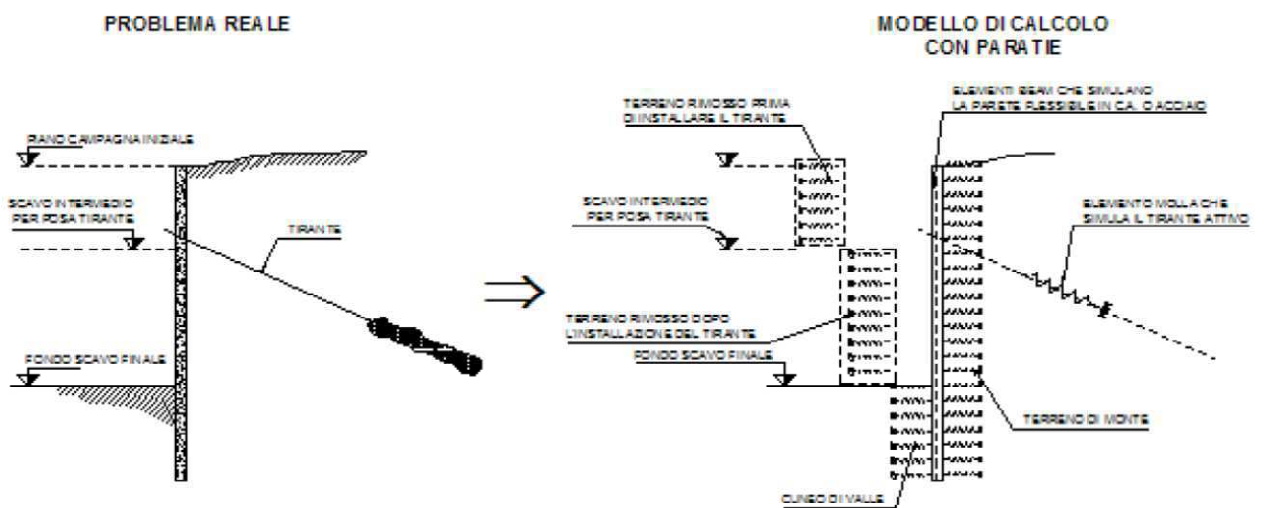 PROBLEMA REALE
PIANO CAMPAGNA INIZIALE
SCAVO INTERMEDIO
PER POSA TIRANTE
TIRANTE
FONDO SCAVO FINALE
MODELLO DI CALCOLO
CON PARATIE
TERRENO RIMOSSO PRIMA
DI INSTALLARE IL TIRANTE
ELEMENTI BEAM CHE SIMULANO
LA PARETE FLESSIBILE IN C.A. O ACCIAIO
SCAVO INTERMEDIO
PER POSA TIRANTE
ELEMENTO MOLLA CHE
SIMULA IL TIRANTE ATTIVO
TERRENO RIMOSSO DOPO
L'INSTALLAZIONE DEL TIRANTE
FONDO SCAVO FINALE
TERRENO DI MONTE
CUNEO DI VALLE